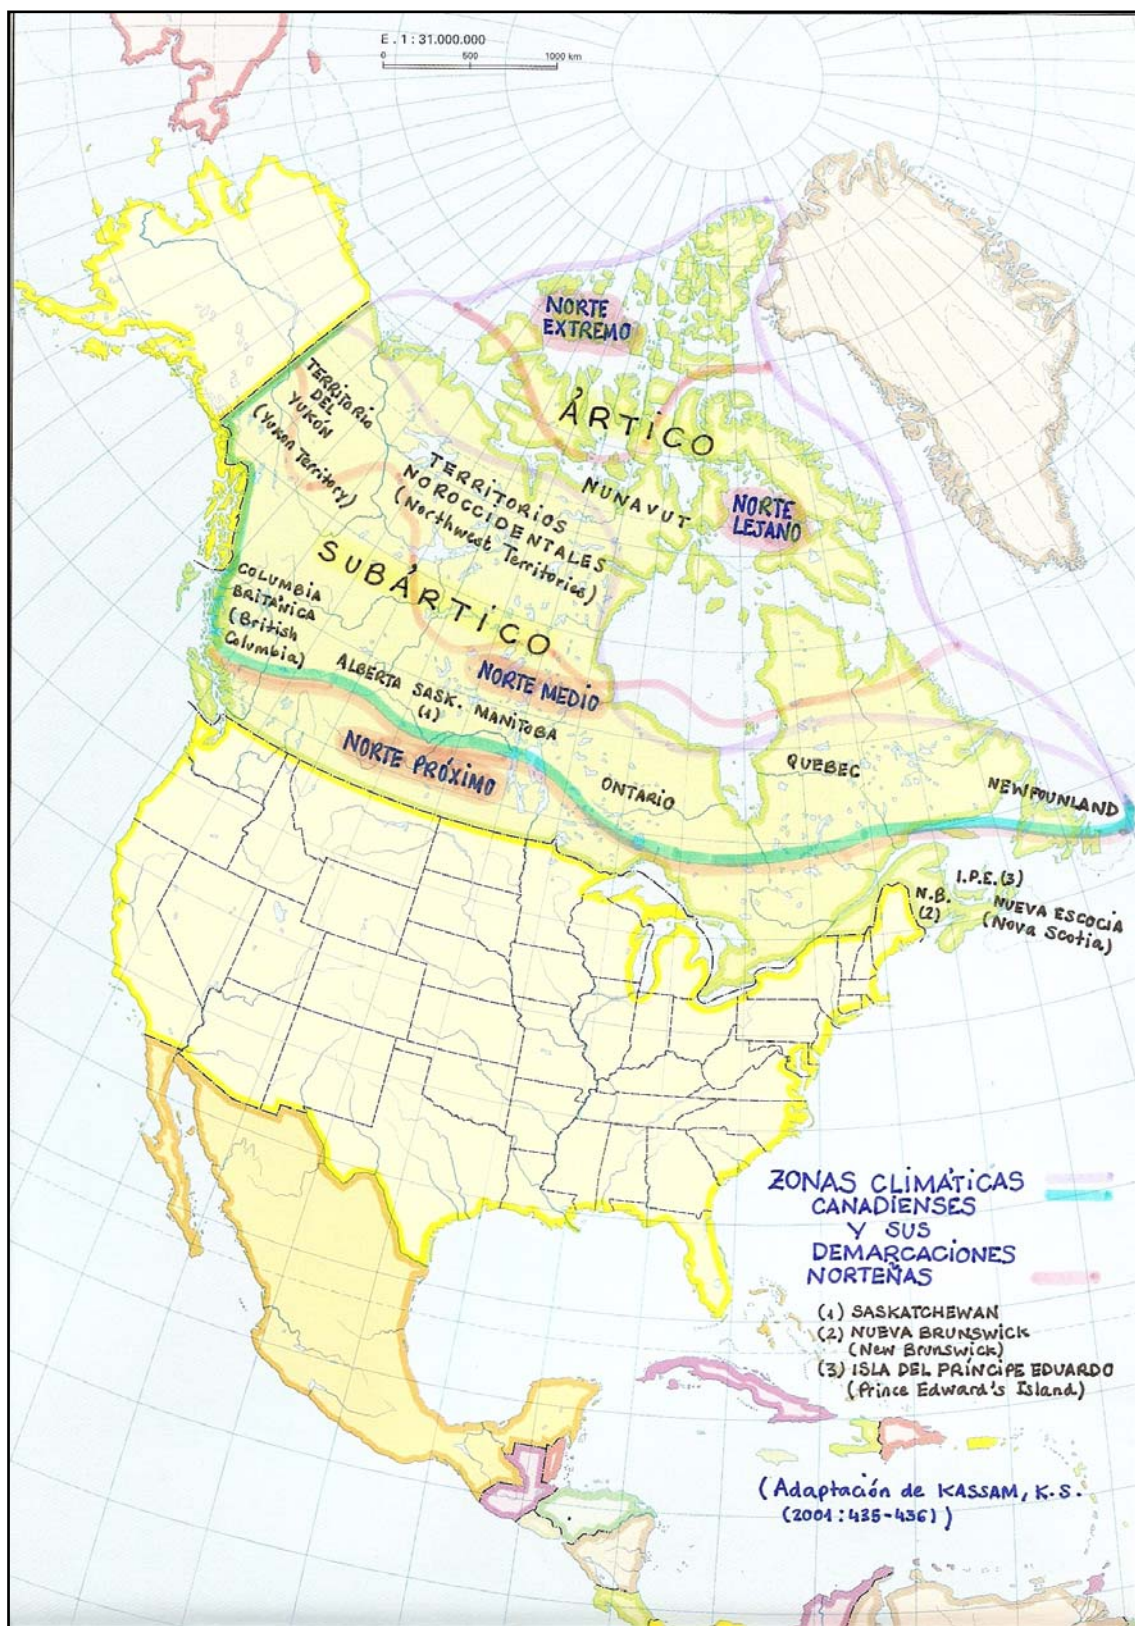 E. 1:31.000.000
0 500 1000 km
NORTE
EXTREMO
ÁRTICO
TERRITORIO
DEL
YUKÓN
(Yukon Territory)
TERRITORIOS
NOROCCIDENTALES
(Northwest Territories)
NUNAVUT
NORTE
LEJANO
SUBÁRTICO
COLUMBIA
BRITÁNICA
(British
Columbia)
ALBERTA SASK. MANITOBA
(1)
NORTE MEDIO
NORTE PRÓXIMO
ONTARIO
QUEBEC
NEWFOUNLAND
I.P.E. (3)
N.B.
(2)
NUEVA ESCOCIA
(Nova Scotia)
ZONAS CLIMÁTICAS
CANADIENSES
Y SUS
DEMARCACIONES
NORTEÑAS
(1) SASKATCHEWAN
(2) NUEVA BRUNSWICK
(New Brunswick)
(3) ISLA DEL PRÍNCIPE EDUARDO
(Prince Edward's Island)
(Adaptación de KASSAM, K.S.
(2001:435-436))